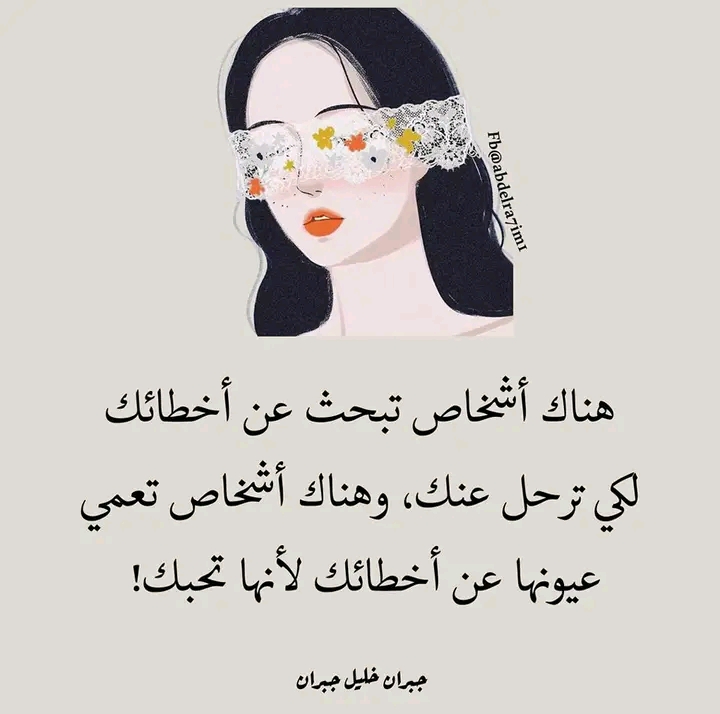 Fb@abdelra7im1
هناك أشخاص تبحث عن أخطائك
لكي ترحل عنك، وهناك أشخاص تعمي
عيونها عن أخطائك لأنها تحبك!
جبران خليل جبران